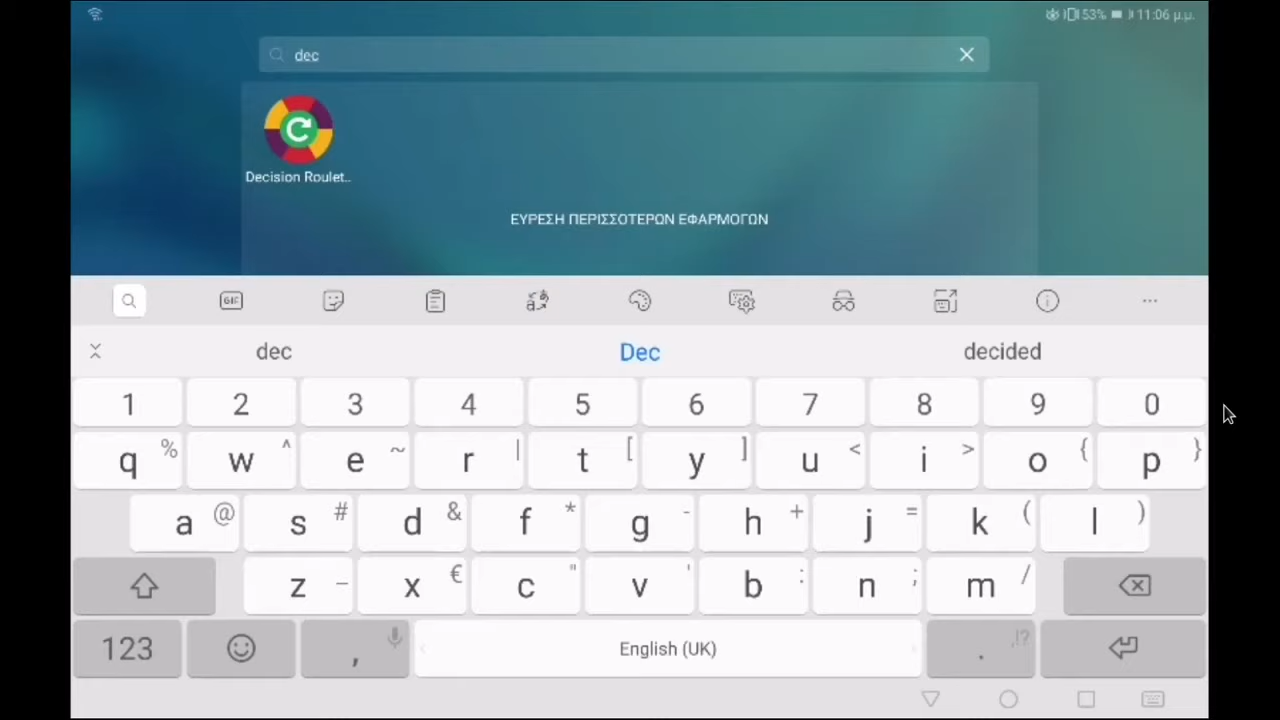 53% 11:06 μ.μ.
dec
Decision Roulet..
ΕΥΡΕΣΗ ΠΕΡΙΣΣΟΤΕΡΩΝ ΕΦΑΡΜΟΓΩΝ
GIF
dec Dec decided
1 2 3 4 5 6 7 8 9 0
q % w ^ e ~ r | t [ y ] u < i > o { p }
a @ s # d & f * g - h + j = k ( l )
z _ x € c " v ' b : n ; m /
123 , English (UK) . ,!?